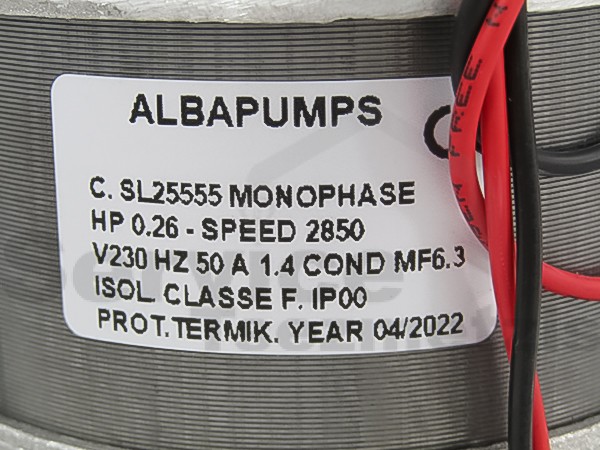 ALBAPUMPS
C. SL25555 MONOPHASE
HP 0.26 - SPEED 2850
V230 HZ 50 A 1.4 COND MF6.3
ISOL. CLASSE F. IP00
PROT.TERMIK. YEAR 04/2022
FREE